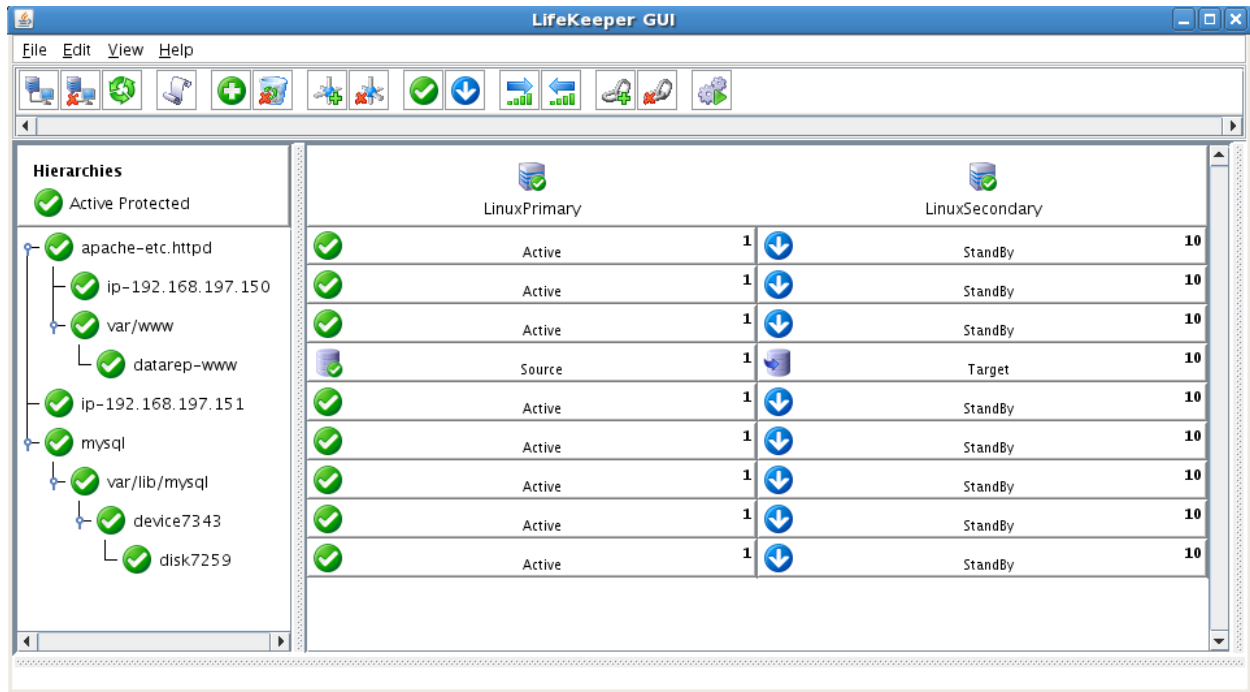 LifeKeeper GUI
File Edit View Help
Hierarchies
Active Protected
LinuxPrimary LinuxSecondary
apache-etc.httpd Active 1 StandBy 10
ip-192.168.197.150 Active 1 StandBy 10
var/www Active 1 StandBy 10
datarep-www Source 1 Target 10
ip-192.168.197.151 Active 1 StandBy 10
mysql Active 1 StandBy 10
var/lib/mysql Active 1 StandBy 10
device7343 Active 1 StandBy 10
disk7259 Active 1 StandBy 10